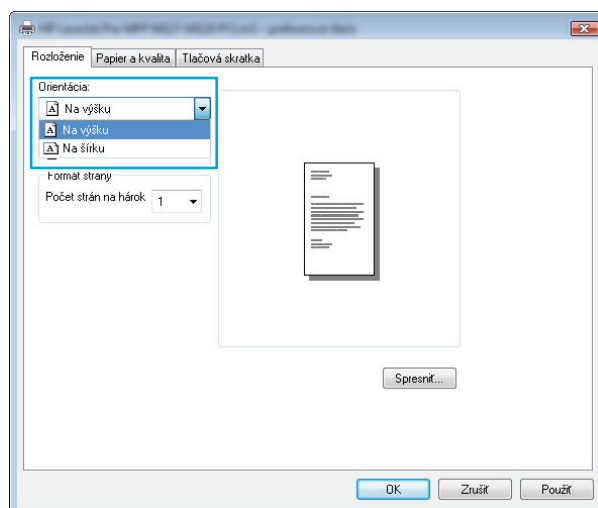 Rozloženie Papier a kvalita Tlačová skratka
Orientácia:
A Na výšku
A Na výšku
A Na šírku
Formát strany
Počet strán na hárok 1
Spresniť...
OK Zrušiť Použiť